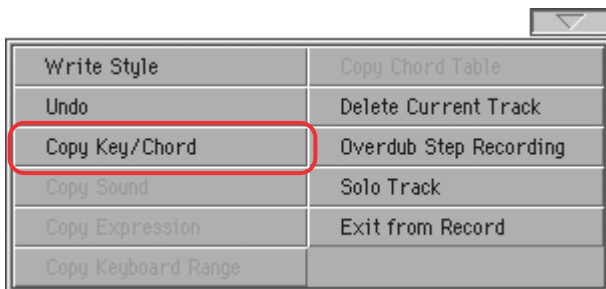 Write Style
Undo
Copy Key/Chord
Copy Sound
Copy Expression
Copy Keyboard Range
Copy Chord Table
Delete Current Track
Overdub Step Recording
Solo Track
Exit from Record